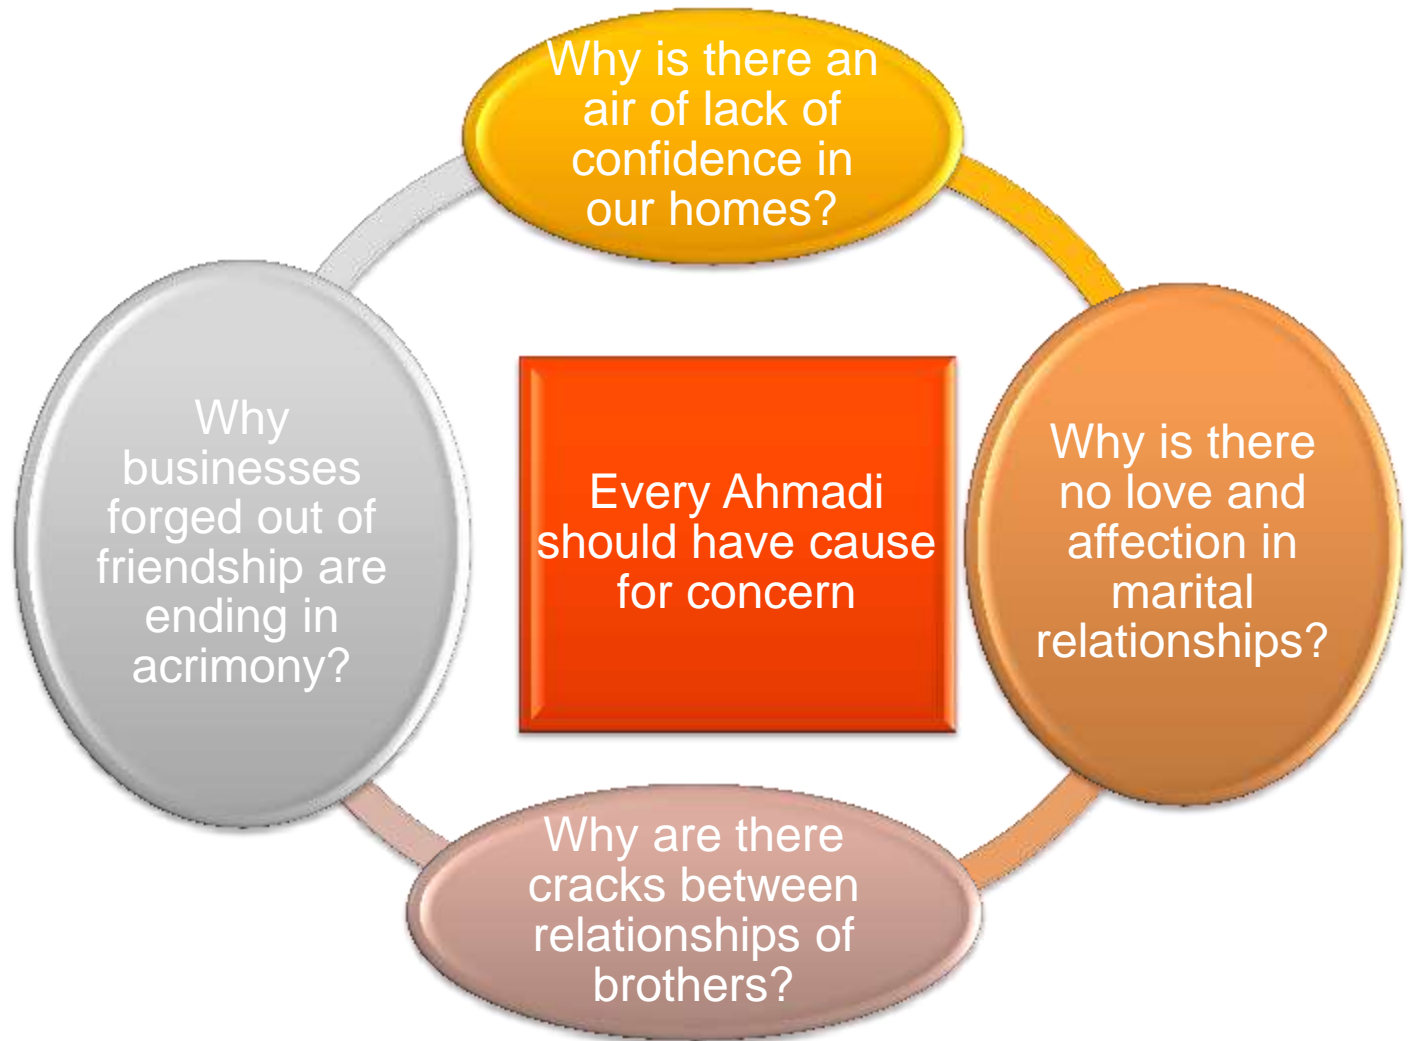 Why is there an
air of lack of
confidence in
our homes?
Why
businesses
forged out of
friendship are
ending in
acrimony?
Every Ahmadi
should have cause
for concern
Why is there
no love and
affection in
marital
relationships?
Why are there
cracks between
relationships of
brothers?